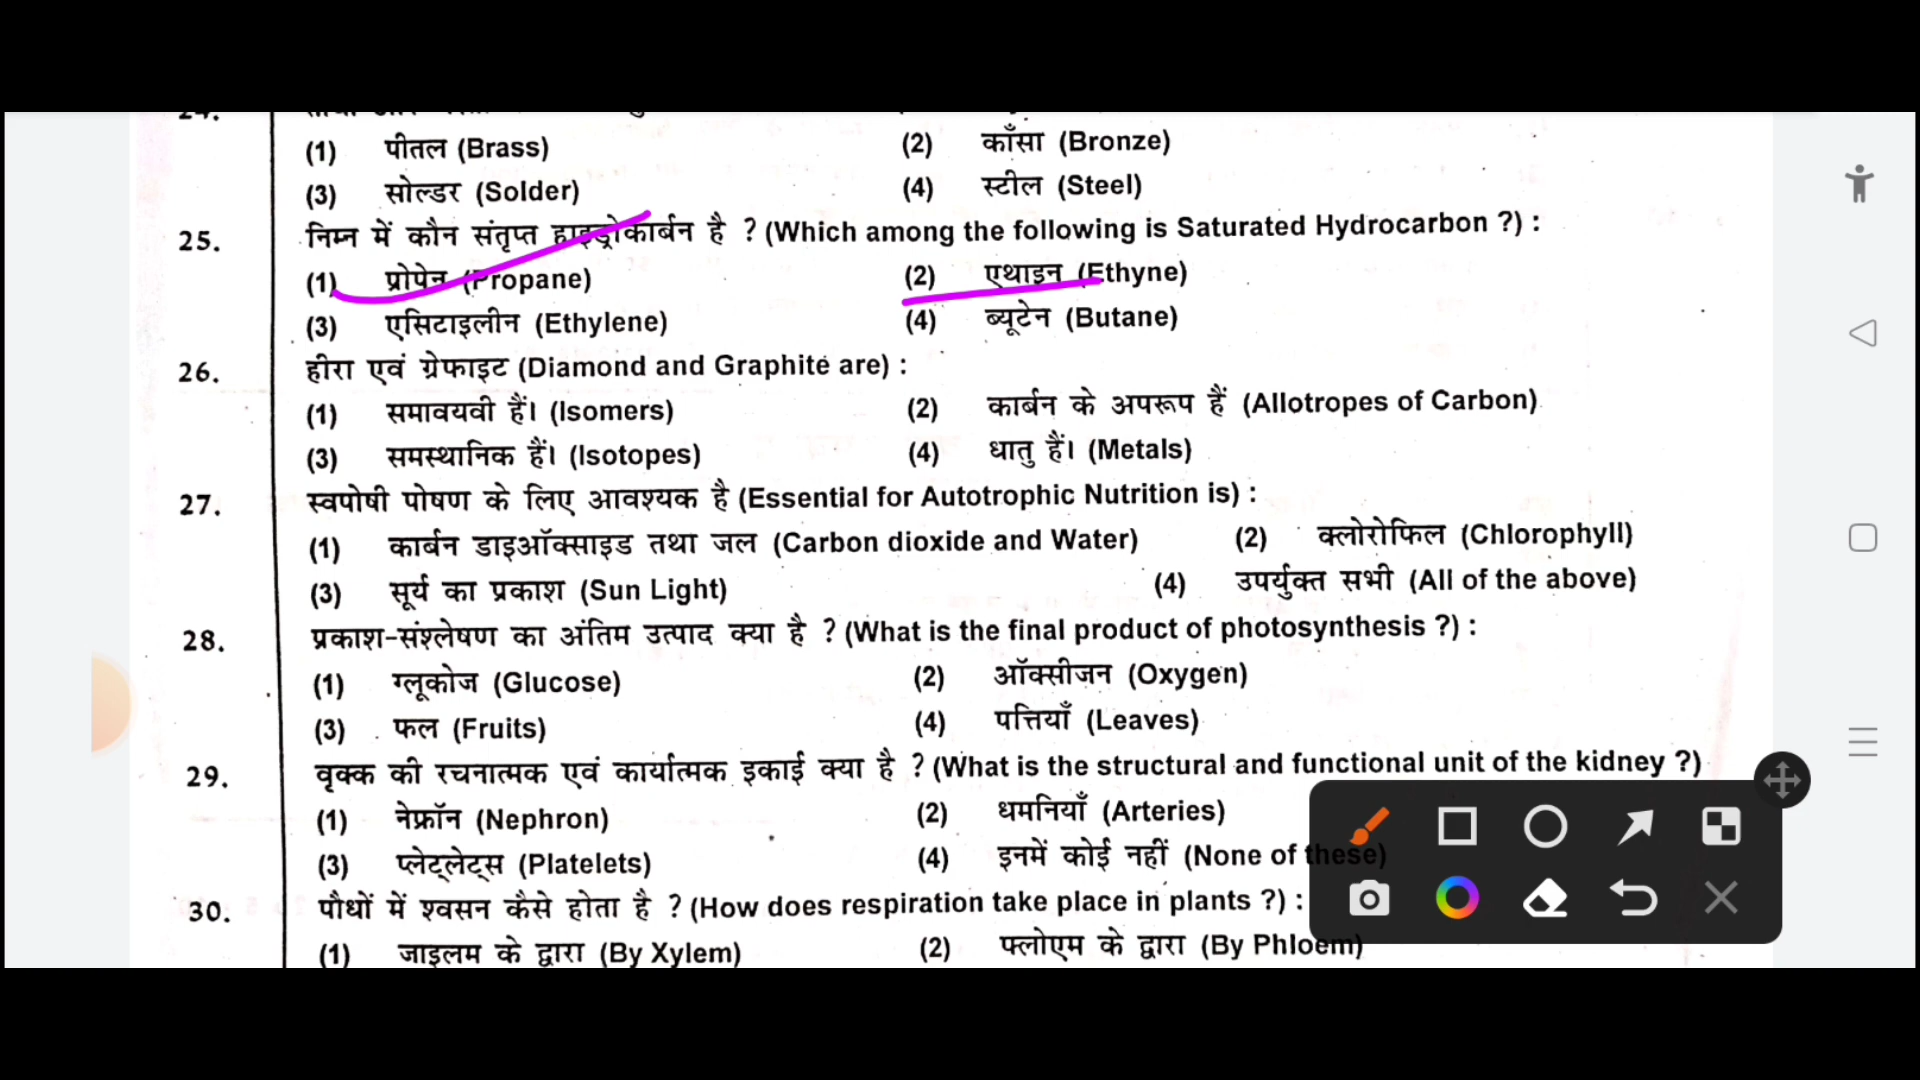 24.
(1) पीतल (Brass) (2) काँसा (Bronze)
(3) सोल्डर (Solder) (4) स्टील (Steel)
25. निम्न में कौन संतृप्त हाइड्रोकार्बन है ? (Which among the following is Saturated Hydrocarbon ?) :
(1) प्रोपेन (Propane) (2) एथाइन (Ethyne)
(3) एसिटाइलीन (Ethylene) (4) ब्यूटेन (Butane)
26. हीरा एवं ग्रेफाइट (Diamond and Graphite are) :
(1) समावयवी हैं। (Isomers) (2) कार्बन के अपरूप हैं (Allotropes of Carbon)
(3) समस्थानिक हैं। (Isotopes) (4) धातु हैं। (Metals)
27. स्वपोषी पोषण के लिए आवश्यक है (Essential for Autotrophic Nutrition is) :
(1) कार्बन डाइऑक्साइड तथा जल (Carbon dioxide and Water) (2) क्लोरोफिल (Chlorophyll)
(3) सूर्य का प्रकाश (Sun Light) (4) उपर्युक्त सभी (All of the above)
28. प्रकाश-संश्लेषण का अंतिम उत्पाद क्या है ? (What is the final product of photosynthesis ?) :
(1) ग्लूकोज (Glucose) (2) ऑक्सीजन (Oxygen)
(3) फल (Fruits) (4) पत्तियाँ (Leaves)
29. वृक्क की रचनात्मक एवं कार्यात्मक इकाई क्या है ? (What is the structural and functional unit of the kidney ?)
(1) नेफ्रॉन (Nephron) (2) धमनियाँ (Arteries)
(3) प्लेट्लेट्स (Platelets) (4) इनमें कोई नहीं (None of these)
30. पौधों में श्वसन कैसे होता है ? (How does respiration take place in plants ?) :
(1) जाइलम के द्वारा (By Xylem) (2) फ्लोएम के द्वारा (By Phloem)